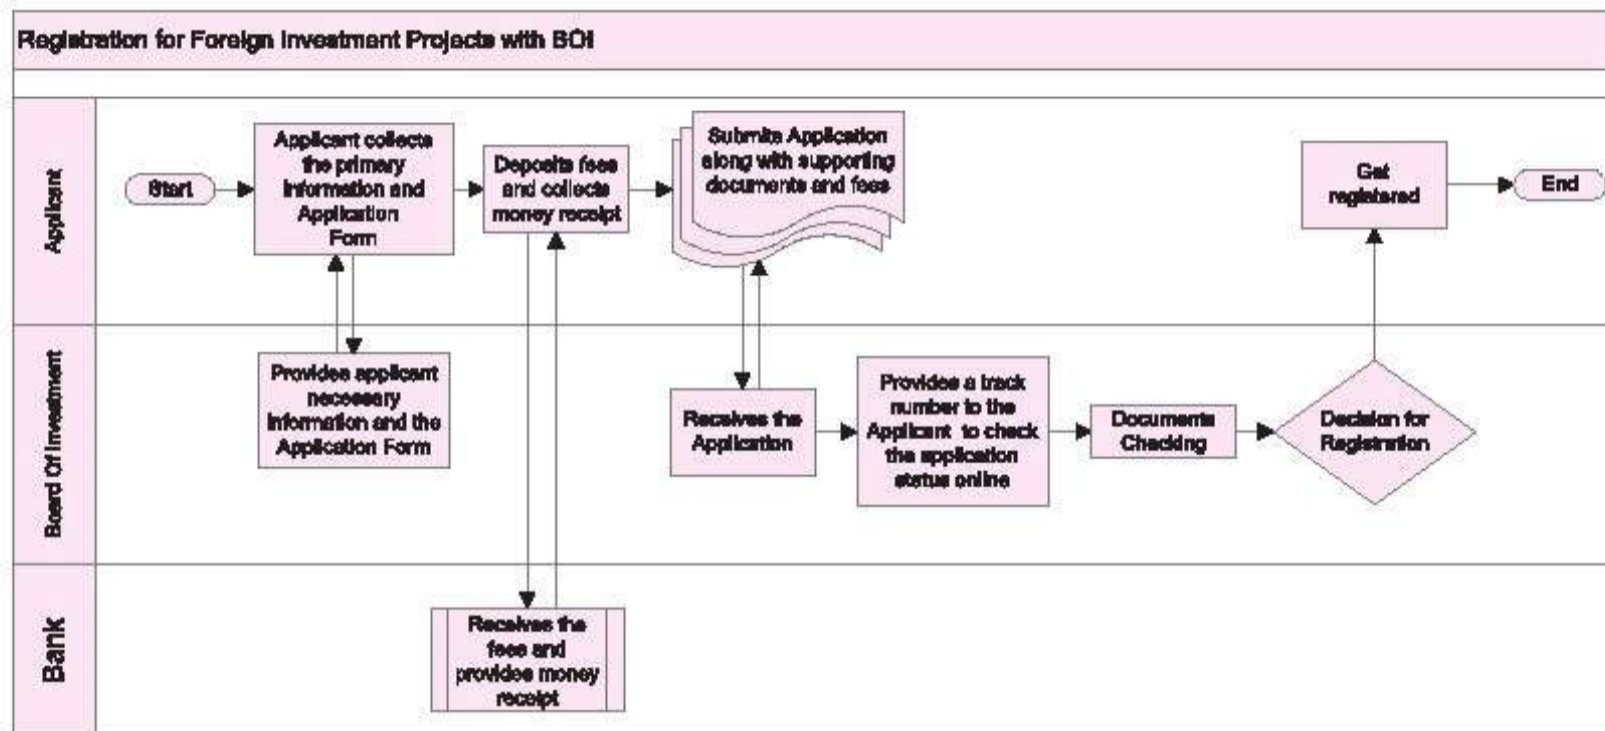 Registration for Foreign Investment Projects with BOI
Applicant
Start
Applicant collects
the primary
information and
Application
Form
Deposits fees
and collects
money receipt
Submits Application
along with supporting
documents and fees
Get
registered
End
Board Of Investment
Provides applicant
necessary
information and the
Application Form
Receives the
Application
Provides a track
number to the
Applicant to check
the application
status online
Documents
Checking
Decision for
Registration
Bank
Receives the
fees and
provides money
receipt